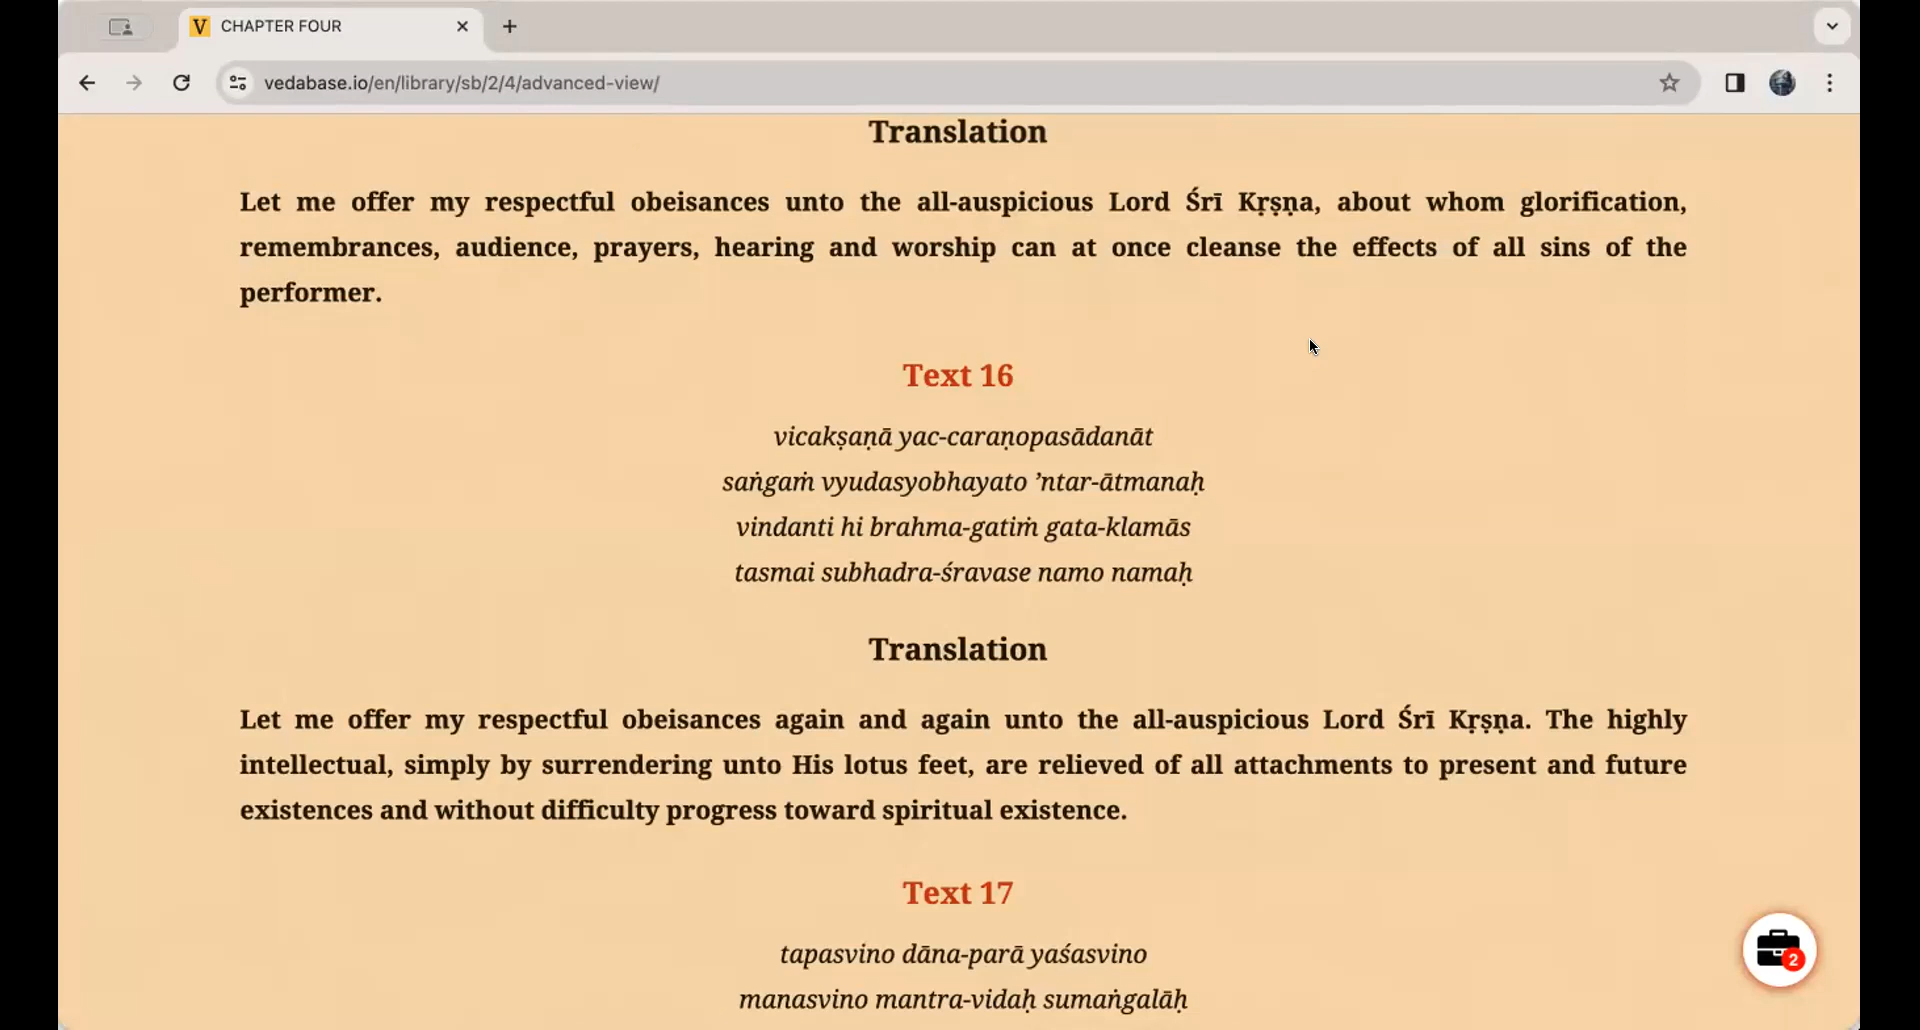 CHAPTER FOUR
vedabase.io/en/library/sb/2/4/advanced-view/
Translation
Let me offer my respectful obeisances unto the all-auspicious Lord Śrī Kṛṣṇa, about whom glorification,
remembrances, audience, prayers, hearing and worship can at once cleanse the effects of all sins of the
performer.
Text 16
vicakṣaṇā yac-caraṇopasādanāt
saṅgaṁ vyudasyobhayato ’ntar-ātmanaḥ
vindanti hi brahma-gatiṁ gata-klamās
tasmai subhadra-śravase namo namaḥ
Translation
Let me offer my respectful obeisances again and again unto the all-auspicious Lord Śrī Kṛṣṇa. The highly
intellectual, simply by surrendering unto His lotus feet, are relieved of all attachments to present and future
existences and without difficulty progress toward spiritual existence.
Text 17
tapasvino dāna-parā yaśasvino
manasvino mantra-vidaḥ sumaṅgalāḥ
2